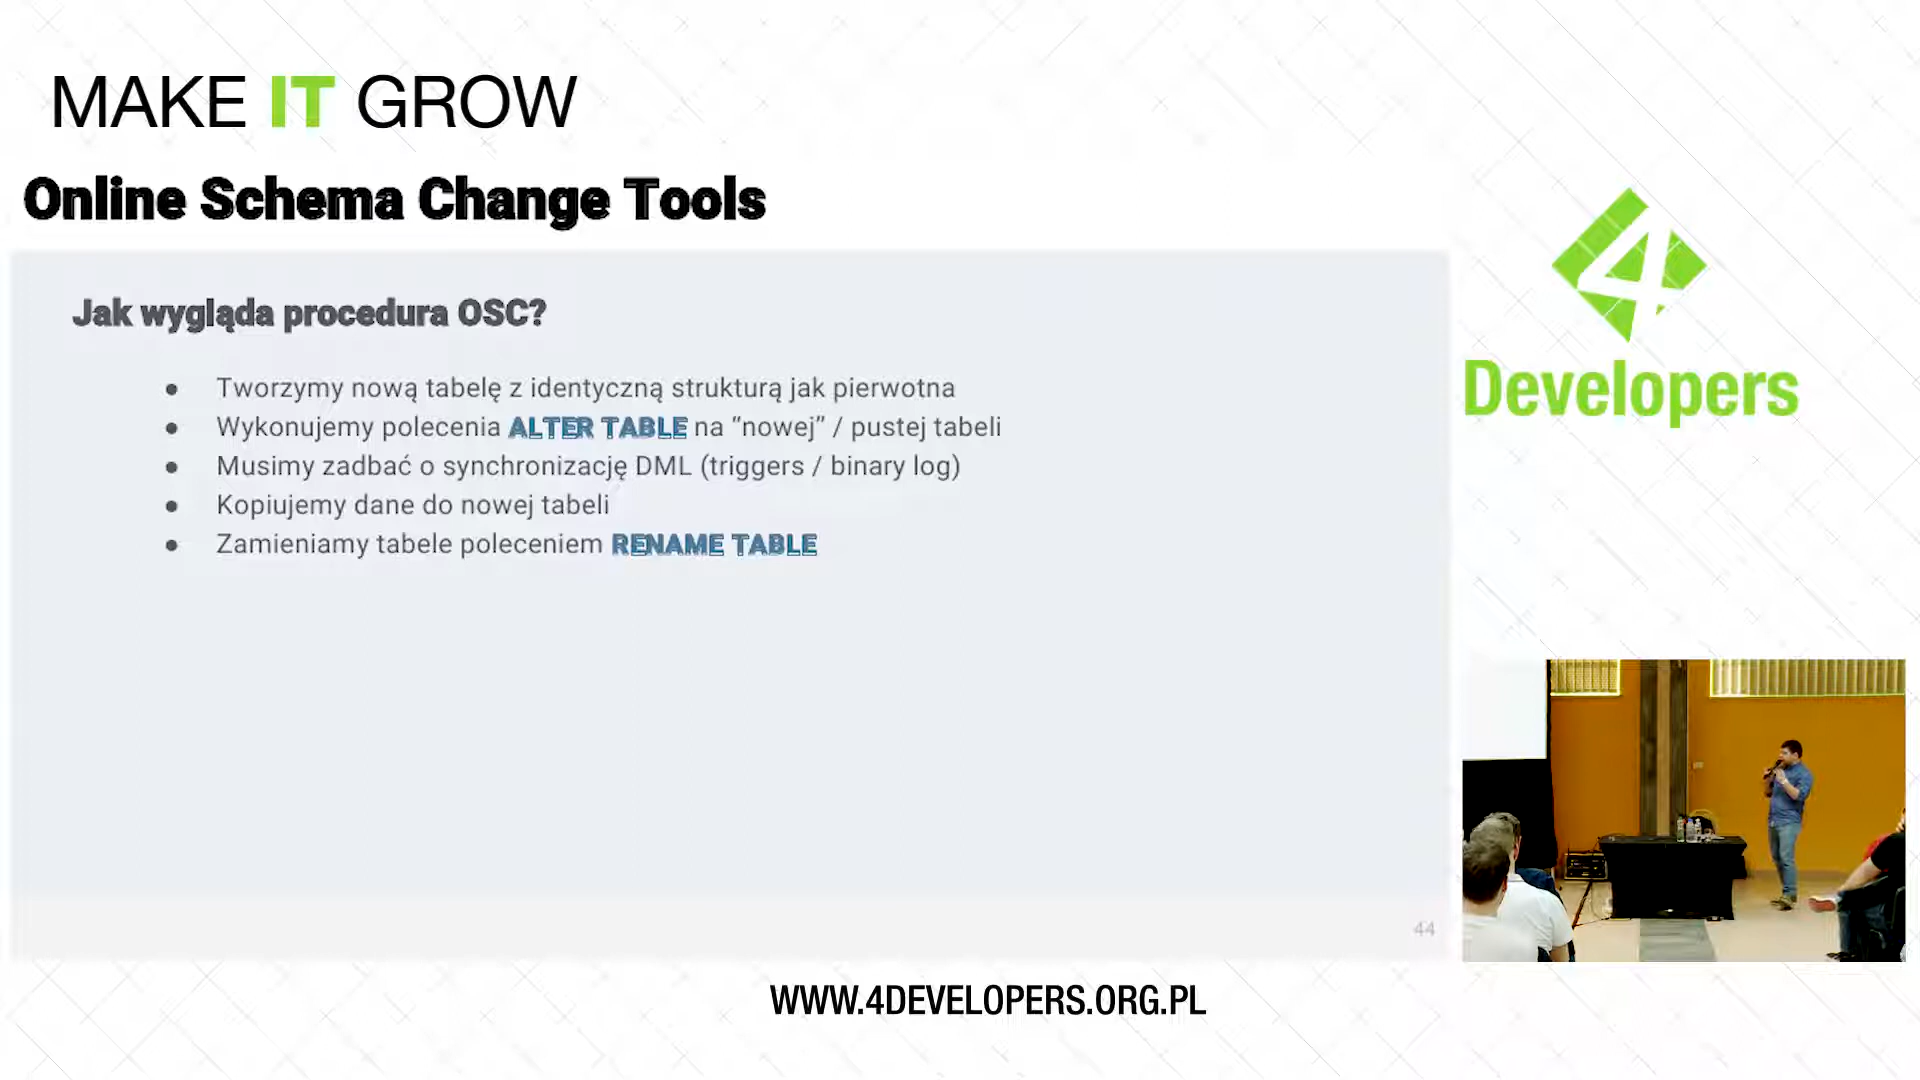 MAKE IT GROW
Online Schema Change Tools
Jak wygląda procedura OSC?
● Tworzymy nową tabelę z identyczną strukturą jak pierwotna
● Wykonujemy polecenia ALTER TABLE na “nowej” / pustej tabeli
● Musimy zadbać o synchronizację DML (triggers / binary log)
● Kopiujemy dane do nowej tabeli
● Zamieniamy tabele poleceniem RENAME TABLE
44
4
Developers
WWW.4DEVELOPERS.ORG.PL